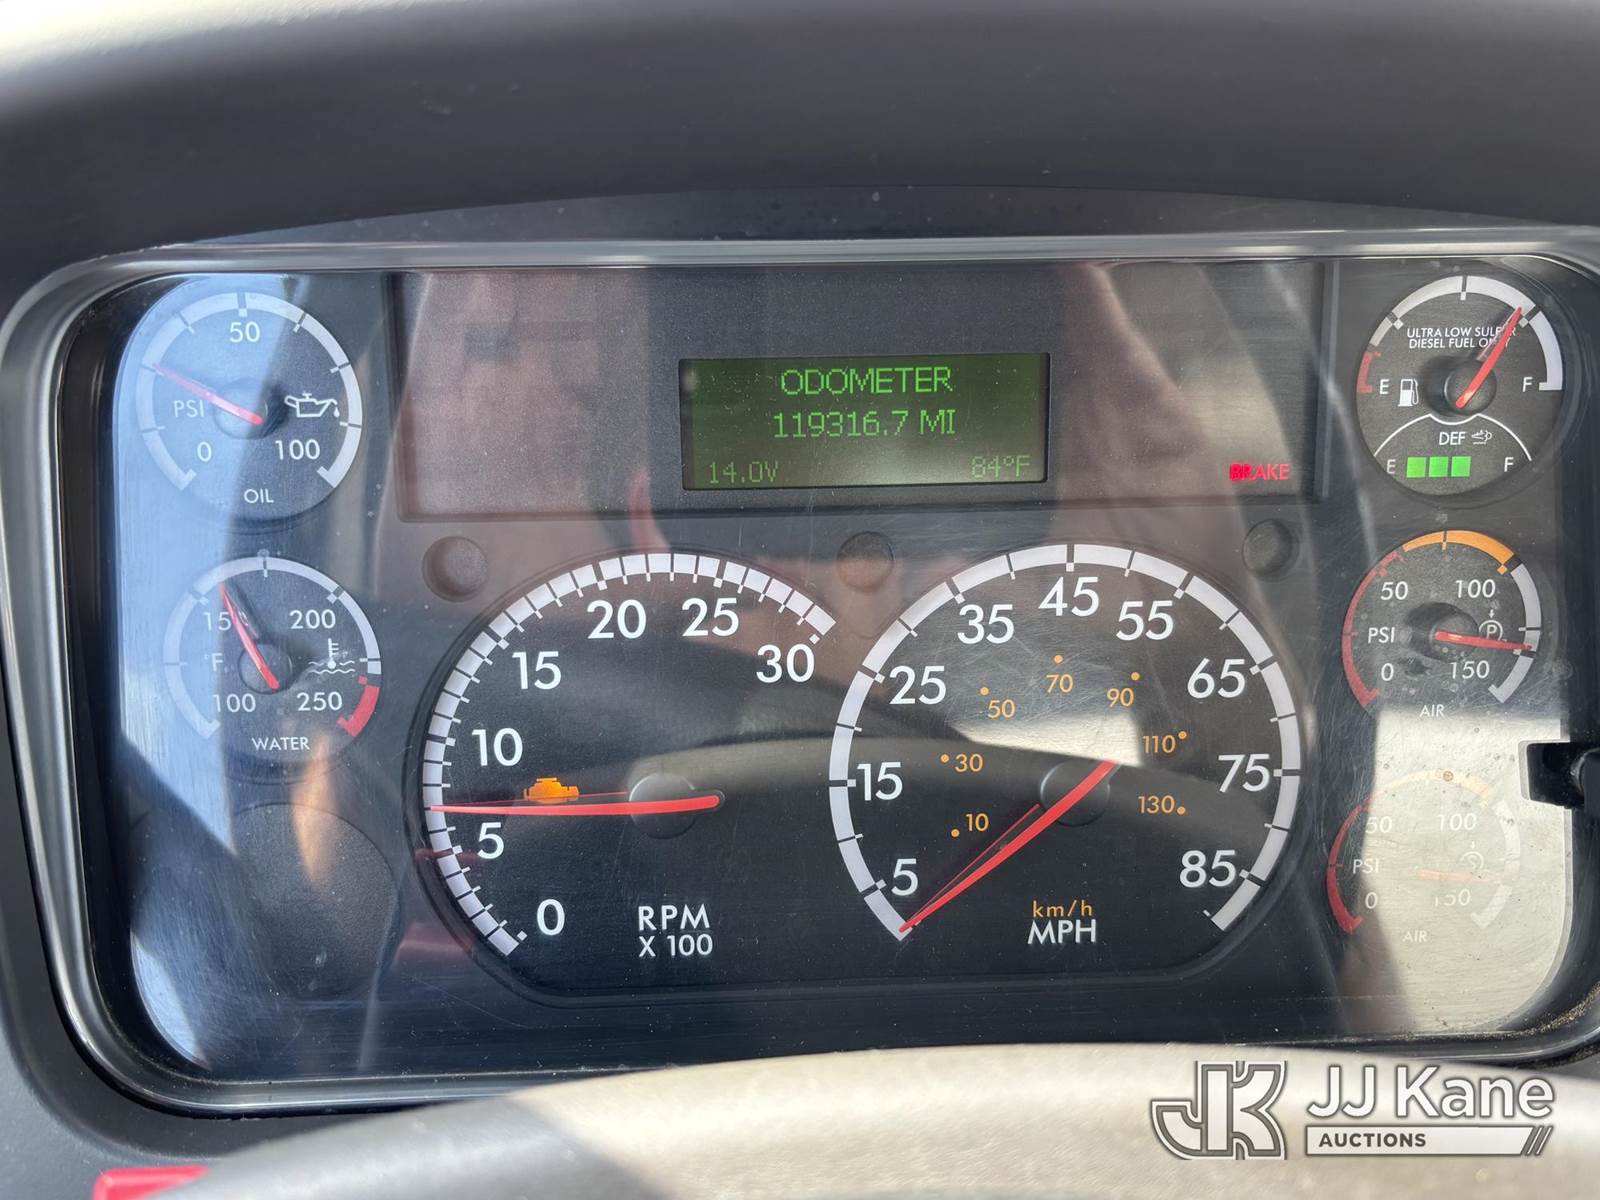 50
PSI
0
100
OIL
ODOMETER
119316.7 MI
14.0V
84°F
BRAKE
ULTRA LOW SULFUR
DIESEL FUEL ONLY
E
F
DEF
E
F
150
200
°F
100
250
WATER
0
5
10
15
20
25
30
RPM
X 100
5
15
25
35
45
55
65
75
85
10
30
50
70
90
110
130
km/h
MPH
50
100
PSI
P
0
150
AIR
50
100
PSI
S
0
150
AIR
JJ Kane
AUCTIONS